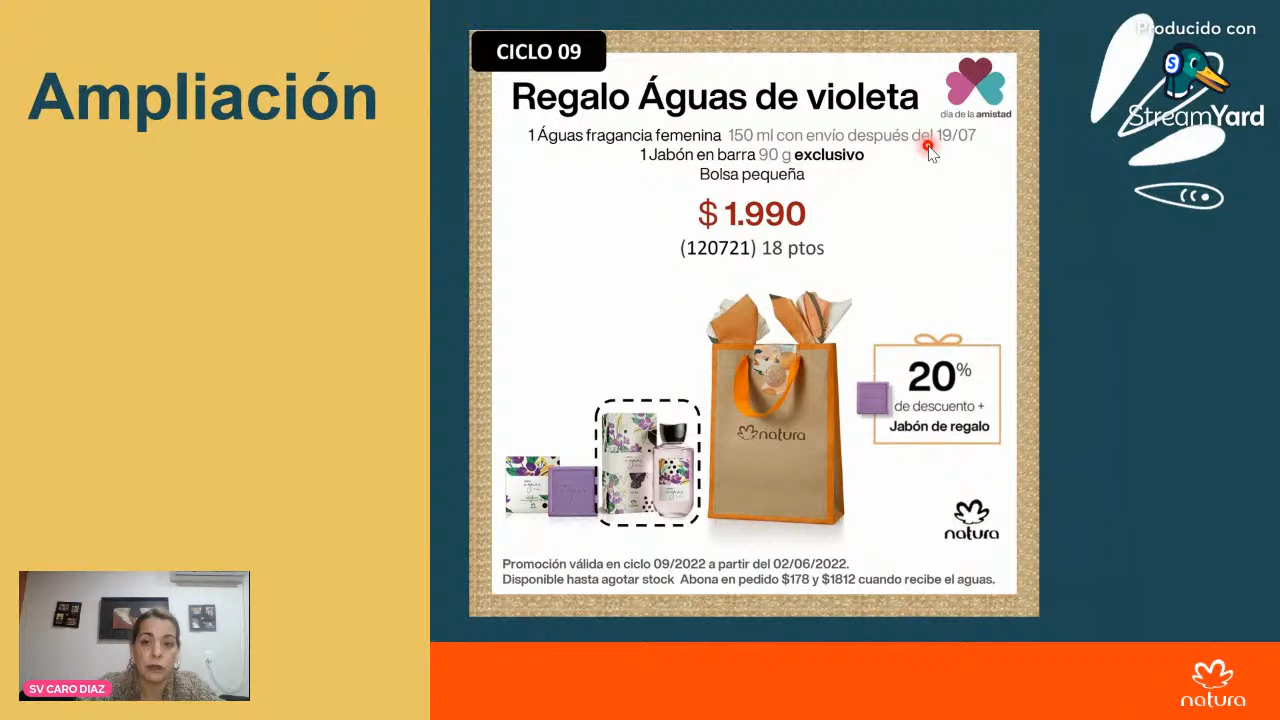 Ampliación
CICLO 09
Regalo Águas de violeta
día de la amistad
1 Águas fragancia femenina 150 ml con envío después del 19/07
1 Jabón en barra 90 g exclusivo
Bolsa pequeña
$ 1.990
(120721) 18 ptos
20%
de descuento +
Jabón de regalo
natura
natura
Promoción válida en ciclo 09/2022 a partir del 02/06/2022.
Disponible hasta agotar stock Abona en pedido $178 y $1812 cuando recibe el aguas.
Producido con
StreamYard
SV CARO DIAZ
natura